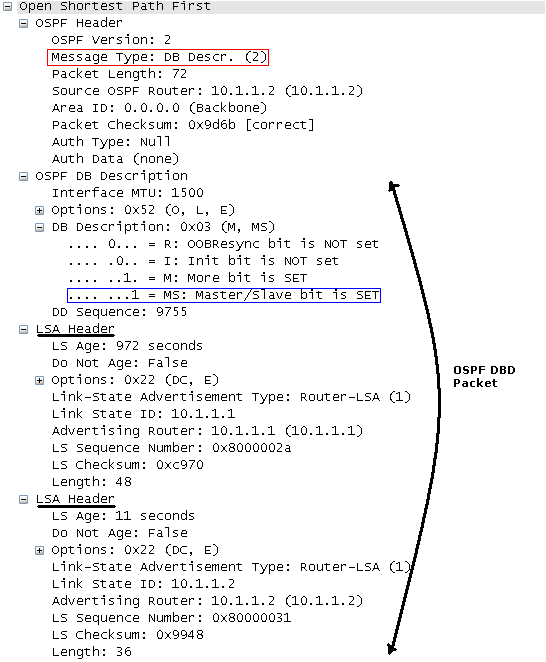 Open Shortest Path First
OSPF Header
OSPF Version: 2
Message Type: DB Descr. (2)
Packet Length: 72
Source OSPF Router: 10.1.1.2 (10.1.1.2)
Area ID: 0.0.0.0 (Backbone)
Packet Checksum: 0x9d6b [correct]
Auth Type: Null
Auth Data (none)
OSPF DB Description
Interface MTU: 1500
Options: 0x52 (O, L, E)
DB Description: 0x03 (M, MS)
.... 0... = R: OOBResync bit is NOT set
.... .0.. = I: Init bit is NOT set
.... ..1. = M: More bit is SET
.... ...1 = MS: Master/Slave bit is SET
DD Sequence: 9755
LSA Header
LS Age: 972 seconds
Do Not Age: False
Options: 0x22 (DC, E)
Link-State Advertisement Type: Router-LSA (1)
Link State ID: 10.1.1.1
Advertising Router: 10.1.1.1 (10.1.1.1)
LS Sequence Number: 0x8000002a
LS Checksum: 0xc970
Length: 48
LSA Header
LS Age: 11 seconds
Do Not Age: False
Options: 0x22 (DC, E)
Link-State Advertisement Type: Router-LSA (1)
Link State ID: 10.1.1.2
Advertising Router: 10.1.1.2 (10.1.1.2)
LS Sequence Number: 0x80000031
LS Checksum: 0x9948
Length: 36
OSPF DBD
Packet